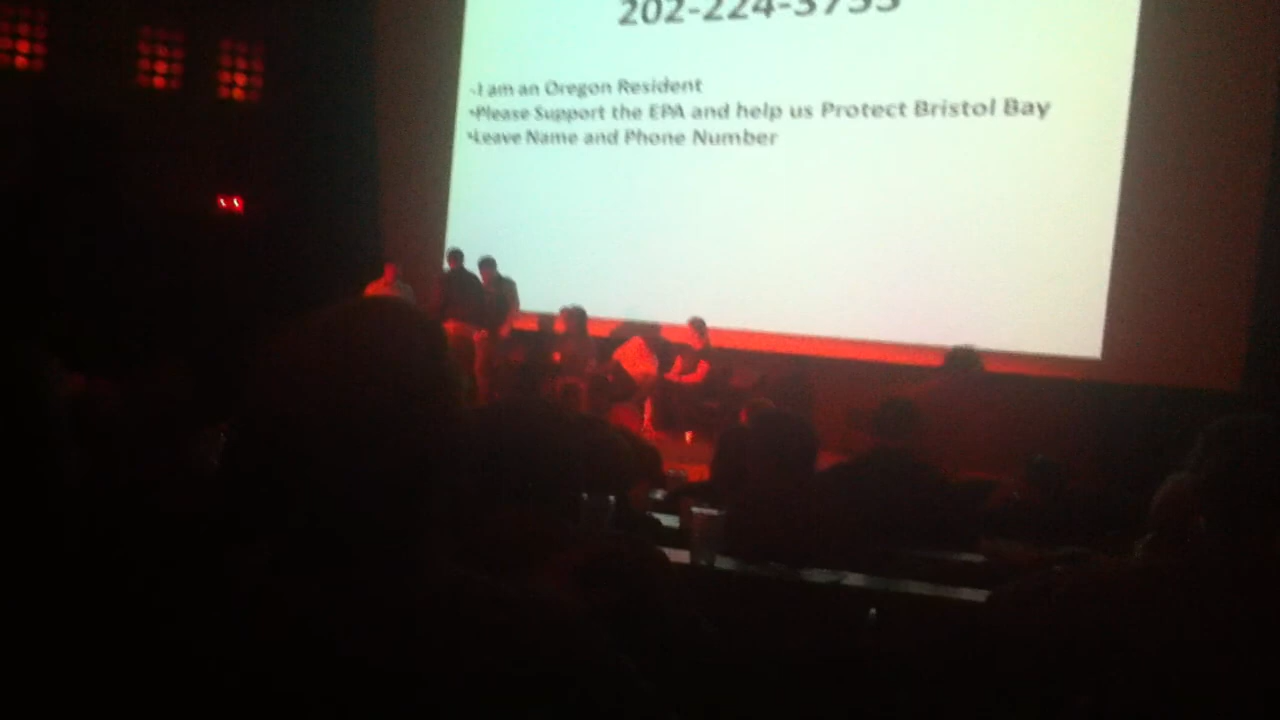 202-224-3753
-I am an Oregon Resident
•Please Support the EPA and help us Protect Bristol Bay
•Leave Name and Phone Number